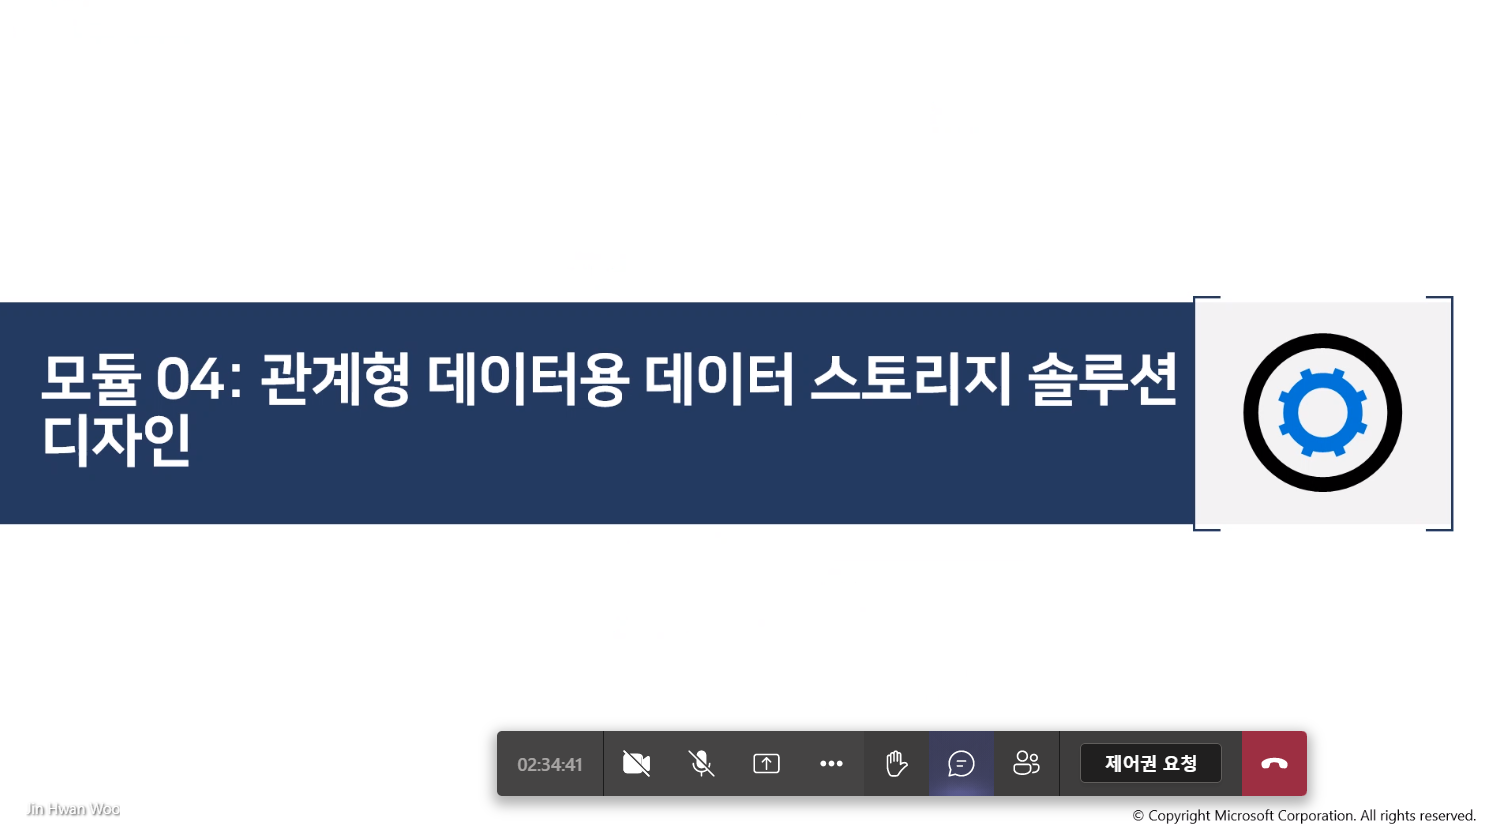 모듈 04: 관계형 데이터용 데이터 스토리지 솔루션
디자인
02:34:41
제어권 요청
Jin Hwan Woo
© Copyright Microsoft Corporation. All rights reserved.